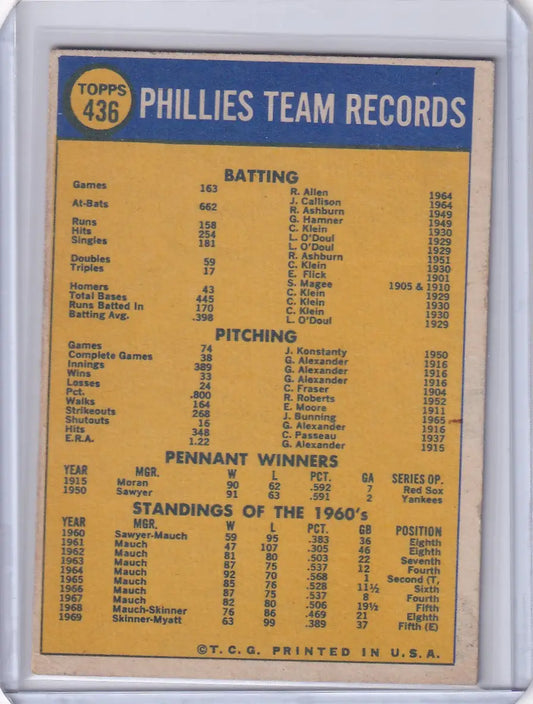 TOPPS
436
PHILLIES TEAM RECORDS
BATTING
Games 163 R. Allen 1964
J. Callison 1964
At-Bats 662 R. Ashburn 1949
G. Hamner 1949
Runs 158 C. Klein 1930
Hits 254 L. O'Doul 1929
Singles 181 L. O'Doul 1929
R. Ashburn 1951
Doubles 59 C. Klein 1930
Triples 17 E. Flick 1901
S. Magee 1905 & 1910
Homers 43 C. Klein 1929
Total Bases 445 C. Klein 1930
Runs Batted In 170 C. Klein 1930
Batting Avg. .398 L. O'Doul 1929
PITCHING
Games 74 J. Konstanty 1950
Complete Games 38 G. Alexander 1916
Innings 389 G. Alexander 1916
Wins 33 G. Alexander 1916
Losses 24 C. Fraser 1904
Pct. .800 R. Roberts 1952
Walks 164 E. Moore 1911
Strikeouts 268 J. Bunning 1965
Shutouts 16 G. Alexander 1916
Hits 348 C. Passeau 1937
E.R.A. 1.22 G. Alexander 1915
PENNANT WINNERS
YEAR MGR. W L PCT. GA SERIES OP.
1915 Moran 90 62 .592 7 Red Sox
1950 Sawyer 91 63 .591 2 Yankees
STANDINGS OF THE 1960's
YEAR MGR. W L PCT. GB POSITION
1960 Sawyer-Mauch 59 95 .383 36 Eighth
1961 Mauch 47 107 .305 46 Eighth
1962 Mauch 81 80 .503 22 Seventh
1963 Mauch 87 75 .537 12 Fourth
1964 Mauch 92 70 .568 1 Second (T,
1965 Mauch 85 76 .528 11½ Sixth
1966 Mauch 87 75 .537 8 Fourth
1967 Mauch 82 80 .506 19½ Fifth
1968 Mauch-Skinner 76 86 .469 21 Eighth
1969 Skinner-Myatt 63 99 .389 37 Fifth (E)
©T.C.G. PRINTED IN U.S.A.